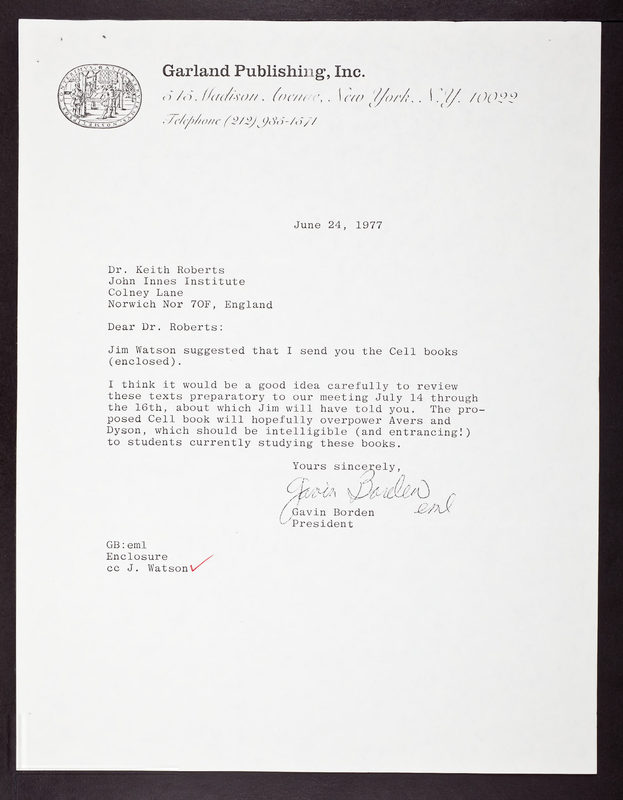 Garland Publishing, Inc.
545 Madison Avenue, New York, N.Y. 10022
Telephone (212)
June 24, 1977
Dr. Keith Roberts
John Innes Institute
Colney Lane
Norwich Nor 7OF, England
Dear Dr. Roberts:
Jim Watson suggested that I send you the Cell books
(enclosed).
I think it would be a good idea carefully to review
these texts preparatory to our meeting July 14 through
the 16th, about which Jim will have told you.  The pro-
posed Cell book will hopefully overpower Avers and
Dyson, which should be intelligible (and entrancing!)
to students currently studying these books.
Yours sincerely,
Gavin Borden
eml
Gavin Borden
President
GB:eml
Enclosure
cc J. Watson ✓